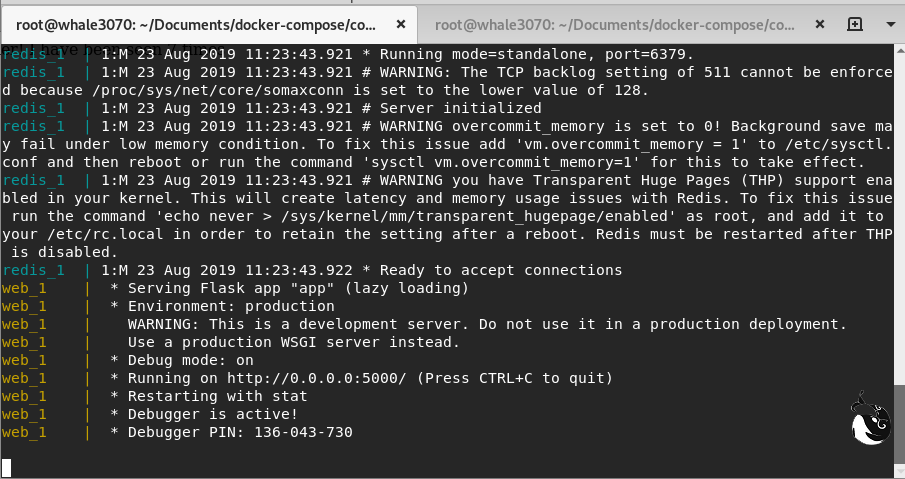 root@whale3070: ~/Documents/docker-compose/co... × root@whale3070: ~/Documents/docker-compose/co... ×
redis_1  | 1:M 23 Aug 2019 11:23:43.921 * Running mode=standalone, port=6379.
redis_1  | 1:M 23 Aug 2019 11:23:43.921 # WARNING: The TCP backlog setting of 511 cannot be enforce
d because /proc/sys/net/core/somaxconn is set to the lower value of 128.
redis_1  | 1:M 23 Aug 2019 11:23:43.921 # Server initialized
redis_1  | 1:M 23 Aug 2019 11:23:43.921 # WARNING overcommit_memory is set to 0! Background save ma
y fail under low memory condition. To fix this issue add 'vm.overcommit_memory = 1' to /etc/sysctl.
conf and then reboot or run the command 'sysctl vm.overcommit_memory=1' for this to take effect.
redis_1  | 1:M 23 Aug 2019 11:23:43.921 # WARNING you have Transparent Huge Pages (THP) support ena
bled in your kernel. This will create latency and memory usage issues with Redis. To fix this issue
 run the command 'echo never > /sys/kernel/mm/transparent_hugepage/enabled' as root, and add it to
your /etc/rc.local in order to retain the setting after a reboot. Redis must be restarted after THP
 is disabled.
redis_1  | 1:M 23 Aug 2019 11:23:43.922 * Ready to accept connections
web_1    |  * Serving Flask app "app" (lazy loading)
web_1    |  * Environment: production
web_1    |    WARNING: This is a development server. Do not use it in a production deployment.
web_1    |    Use a production WSGI server instead.
web_1    |  * Debug mode: on
web_1    |  * Running on http://0.0.0.0:5000/ (Press CTRL+C to quit)
web_1    |  * Restarting with stat
web_1    |  * Debugger is active!
web_1    |  * Debugger PIN: 136-043-730